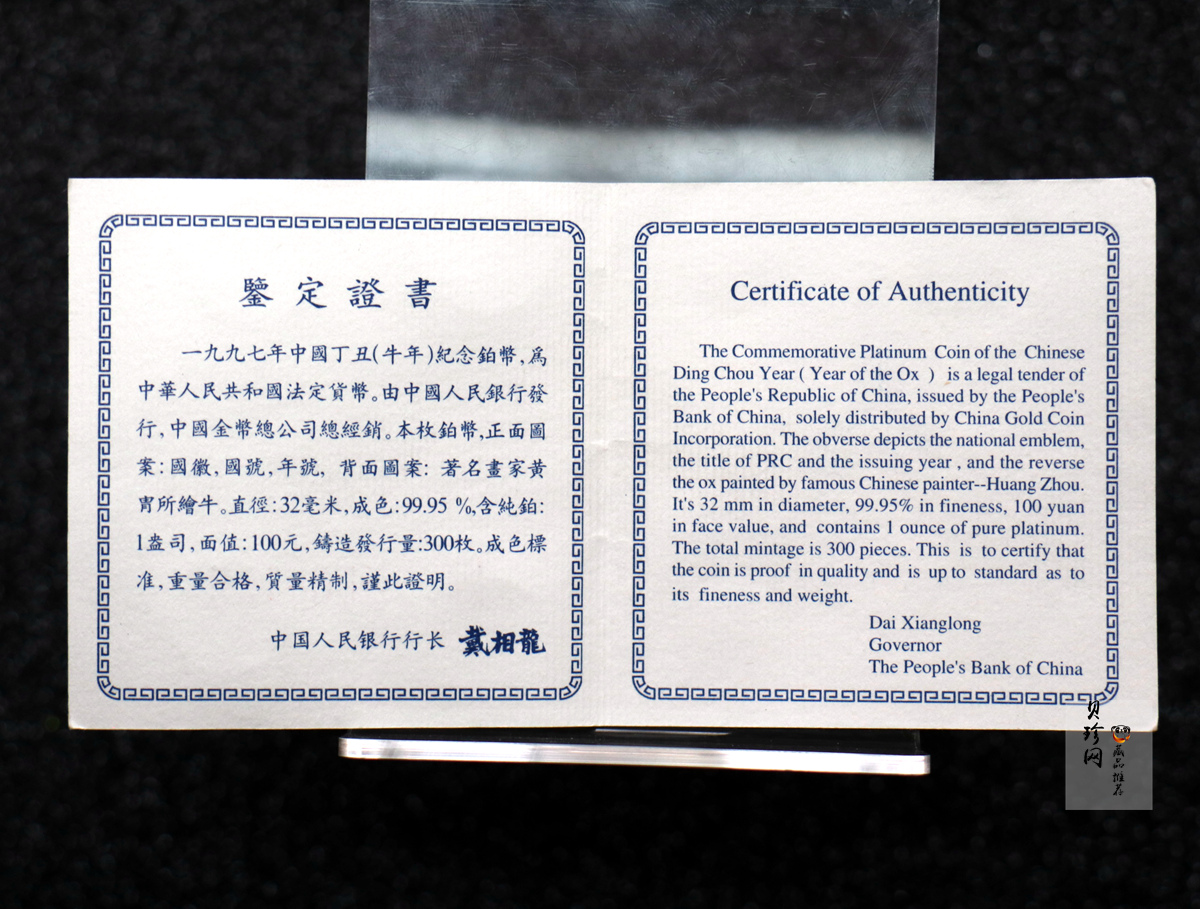 鑒定證書
一九九七年中國丁丑(牛年)紀念鉑幣,爲
中華人民共和國法定貨幣。由中國人民銀行發
行,中國金幣總公司總經銷。本枚鉑幣,正面圖
案:國徽,國號,年號, 背面圖案: 著名畫家黄
胄所繪牛。直徑:32毫米,成色:99.95 %,含純鉑:
1盎司,面值:100元,鑄造發行量:300枚。成色標
准,重量合格,質量精制,謹此證明。
中国人民银行行长 戴相龍
Certificate of Authenticity
The Commemorative Platinum Coin of the Chinese
Ding Chou Year ( Year of the Ox ) is a legal tender of
the People's Republic of China, issued by the People's
Bank of China, solely distributed by China Gold Coin
Incorporation. The obverse depicts the national emblem,
the title of PRC and the issuing year , and the reverse
the ox painted by famous Chinese painter--Huang Zhou.
It's 32 mm in diameter, 99.95% in fineness, 100 yuan
in face value, and contains 1 ounce of pure platinum.
The total mintage is 300 pieces. This is to certify that
the coin is proof in quality and is up to standard as to
its fineness and weight.
Dai Xianglong
Governor
The People's Bank of China
贝珍网
藏品推荐